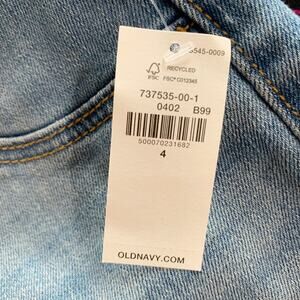 5545-0009
RECYCLED
FSC FSC® C012345
737535-00-1
0402 B99
500070231682
4
OLDNAVY.COM